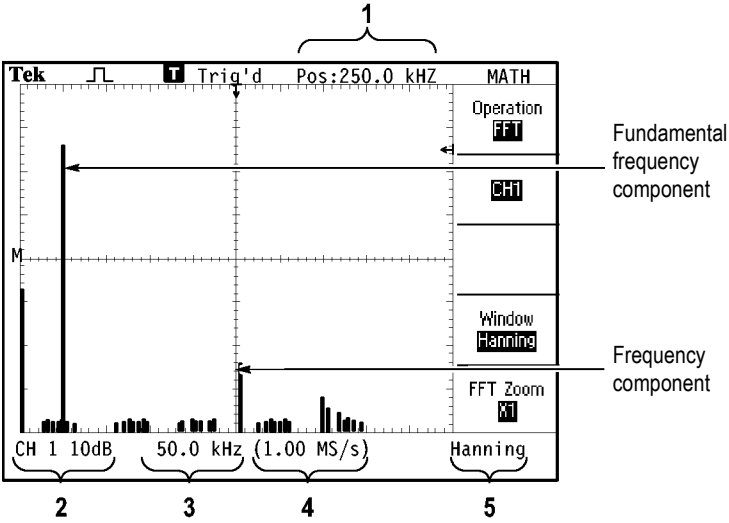 1
Tek T Trig'd Pos:250.0 kHZ MATH
Operation
FFT
Fundamental
frequency
component
CH1
M
Window
Hanning
Frequency
component
FFT Zoom
X1
CH 1 10dB 50.0 kHz (1.00 MS/s) Hanning
2 3 4 5